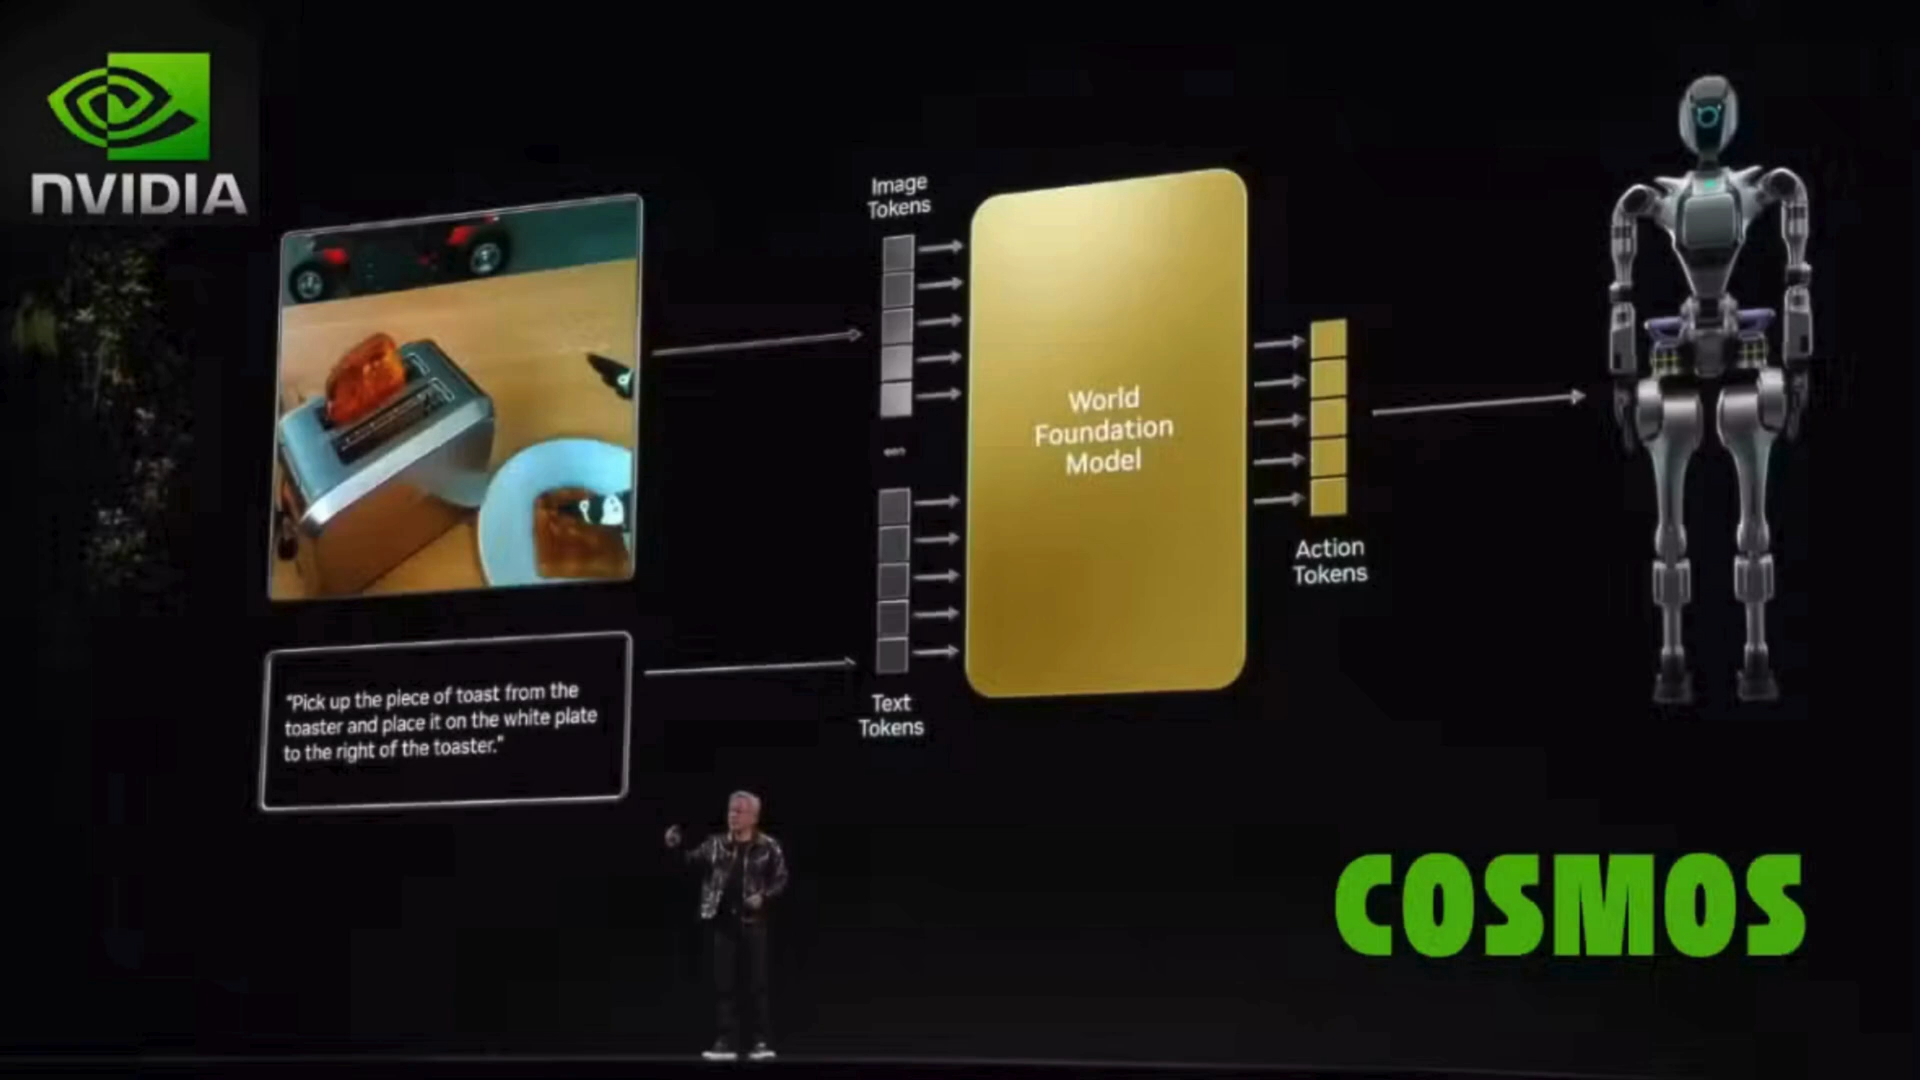 NVIDIA
Image
Tokens
World
Foundation
Model
Action
Tokens
"Pick up the piece of toast from the
toaster and place it on the white plate
to the right of the toaster."
Text
Tokens
COSMOS